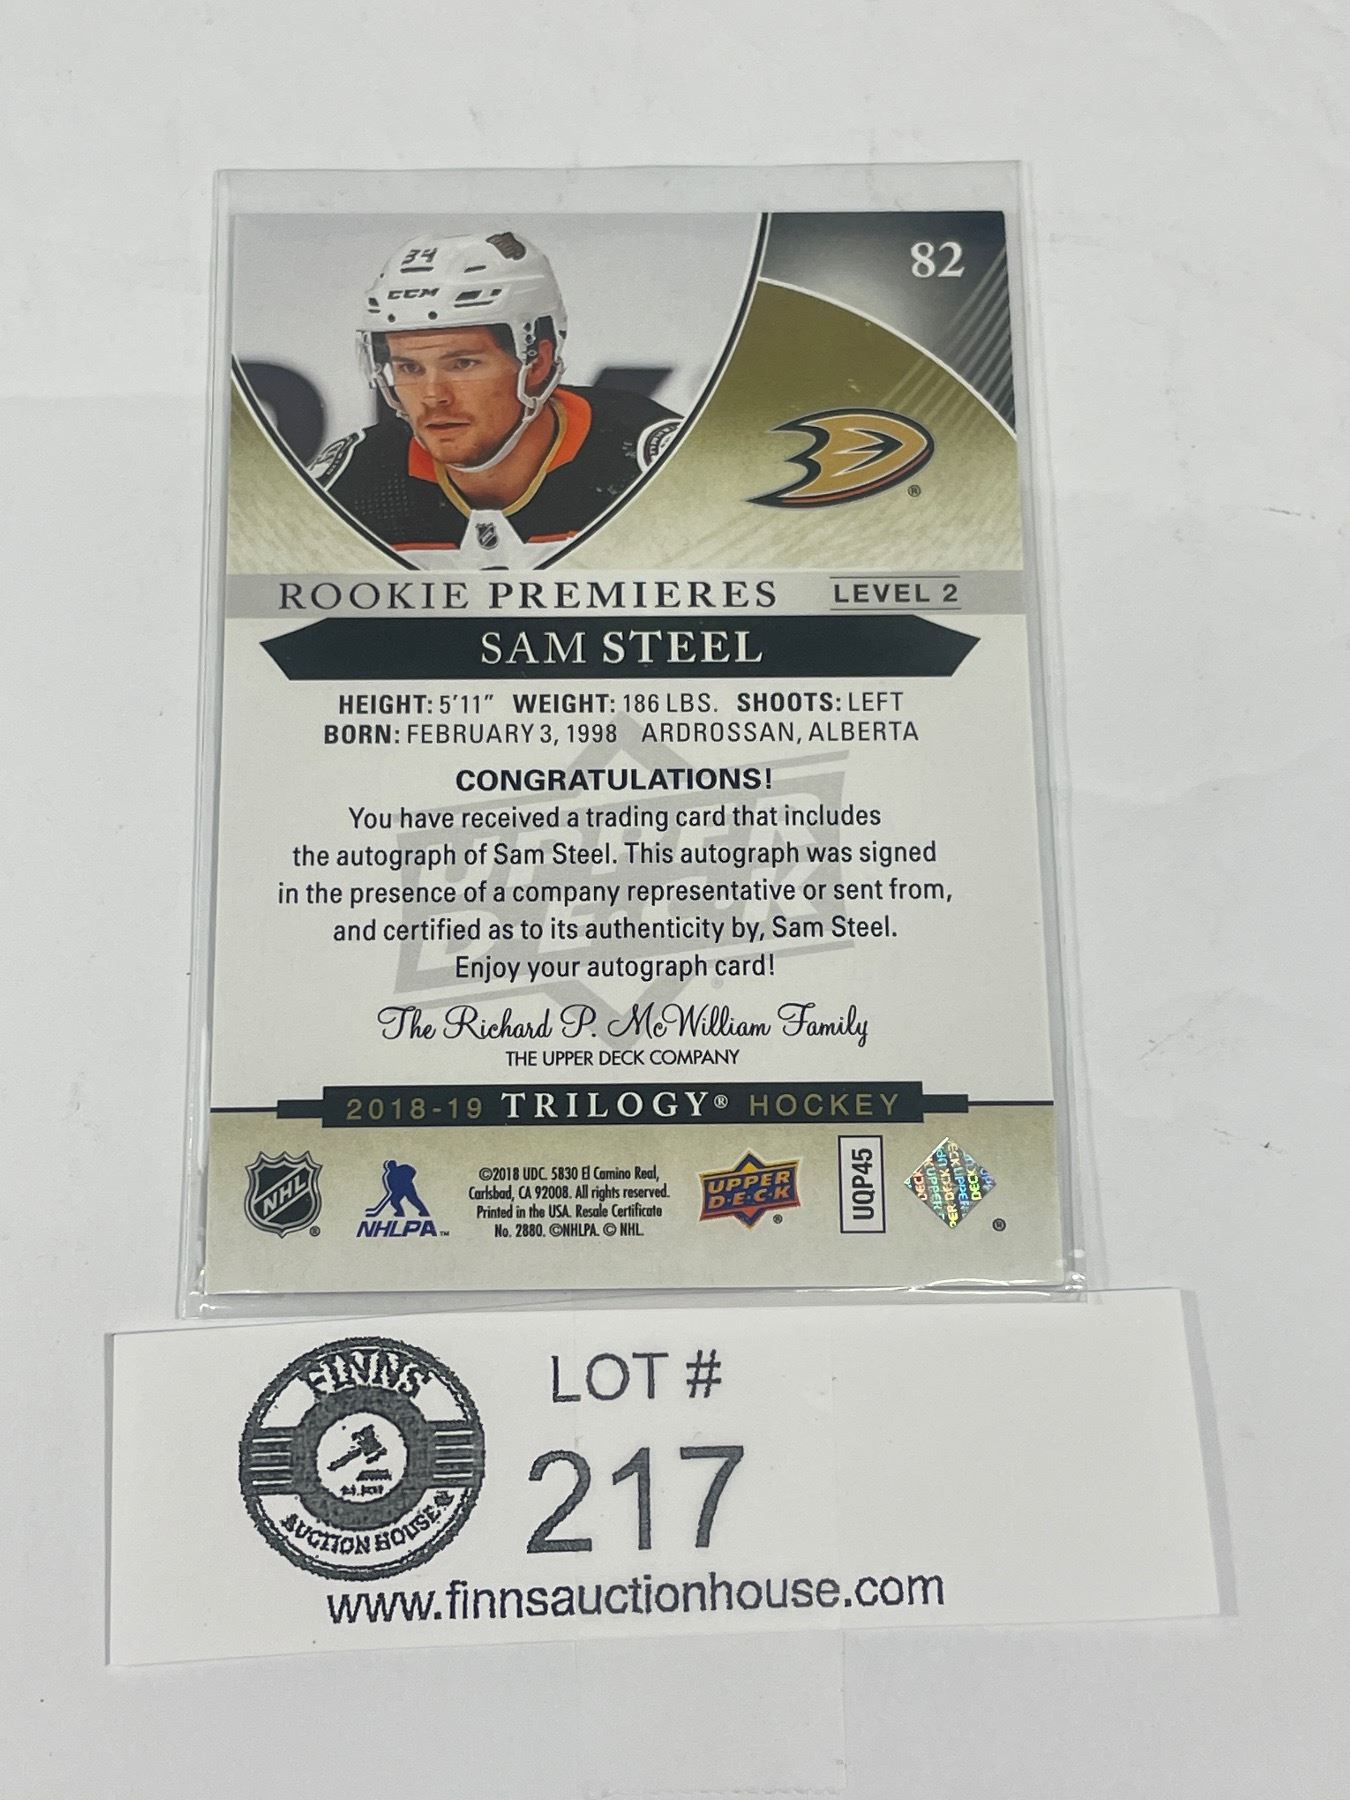 34
CCM
82
ROOKIE PREMIERES LEVEL 2
SAM STEEL
HEIGHT: 5'11" WEIGHT: 186 LBS. SHOOTS: LEFT
BORN: FEBRUARY 3, 1998 ARDROSSAN, ALBERTA
CONGRATULATIONS!
You have received a trading card that includes
the autograph of Sam Steel. This autograph was signed
in the presence of a company representative or sent from,
and certified as to its authenticity by, Sam Steel.
Enjoy your autograph card!
The Richard P. McWilliam Family
THE UPPER DECK COMPANY
2018-19 TRILOGY® HOCKEY
NHL ®
NHLPA™
©2018 UDC. 5830 El Camino Real,
Carlsbad, CA 92008. All rights reserved.
Printed in the USA. Resale Certificate
No. 2880. ©NHLPA. © NHL.
UPPER
D·E·C·K ®
UQP45
UPPER DECK
®
FINNS
AUCTION HOUSE
LOT #
217
www.finnsauctionhouse.com